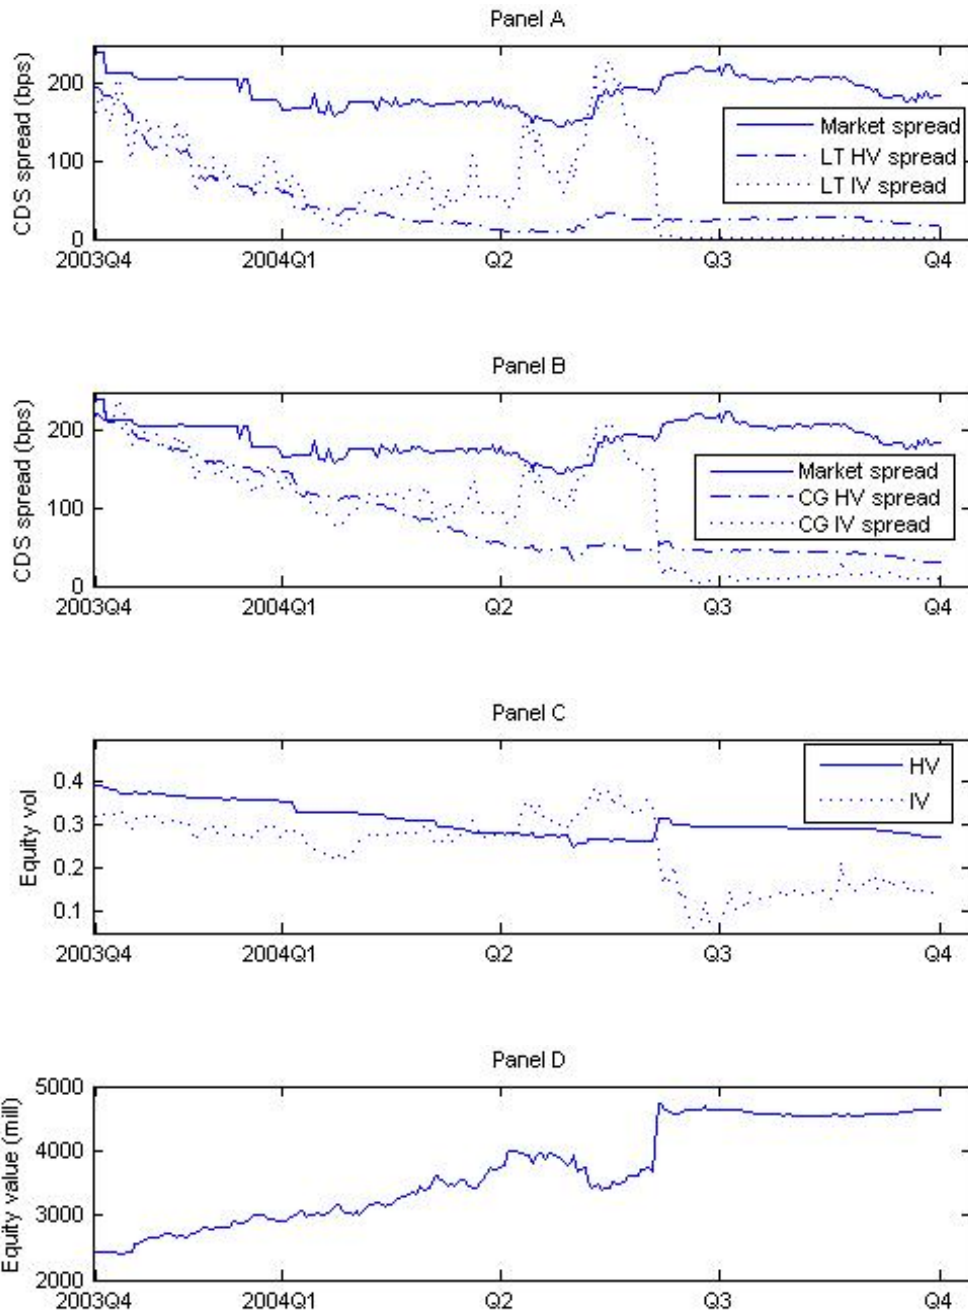 Panel A
CDS spread (bps)
200
100
0
Market spread
LT HV spread
LT IV spread
2003Q4 2004Q1 Q2 Q3 Q4
Panel B
CDS spread (bps)
200
100
0
Market spread
CG HV spread
CG IV spread
2003Q4 2004Q1 Q2 Q3 Q4
Panel C
Equity vol
0.4
0.3
0.2
0.1
HV
IV
2003Q4 2004Q1 Q2 Q3 Q4
Panel D
Equity value (mill)
5000
4000
3000
2000
2003Q4 2004Q1 Q2 Q3 Q4